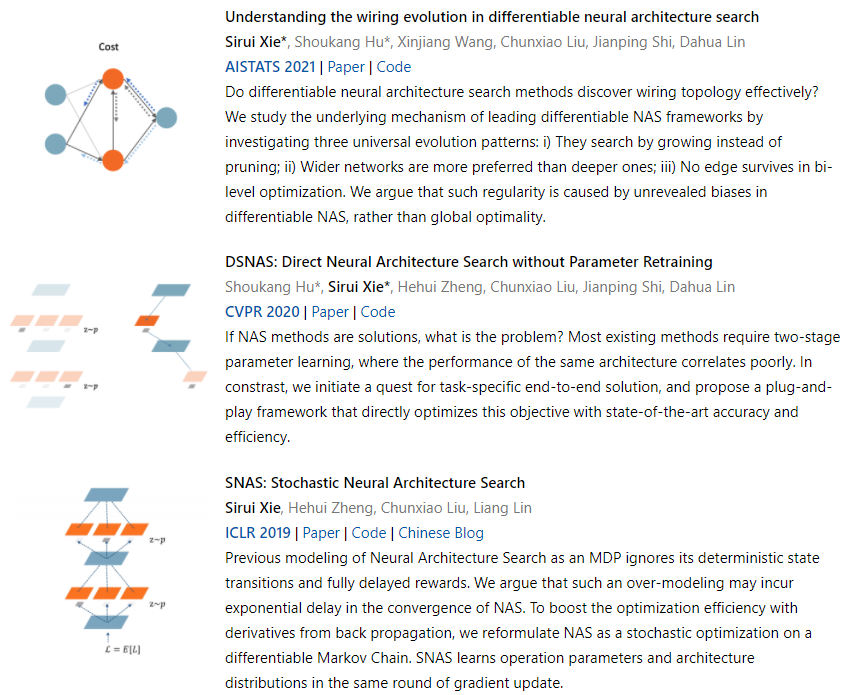 Understanding the wiring evolution in differentiable neural architecture search
Cost
Sirui Xie*, Shoukang Hu*, Xinjiang Wang, Chunxiao Liu, Jianping Shi, Dahua Lin
AISTATS 2021 | Paper | Code
Do differentiable neural architecture search methods discover wiring topology effectively?
We study the underlying mechanism of leading differentiable NAS frameworks by
investigating three universal evolution patterns: i) They search by growing instead of
pruning; ii) Wider networks are more preferred than deeper ones; iii) No edge survives in bi-
level optimization. We argue that such regularity is caused by unrevealed biases in
differentiable NAS, rather than global optimality.
DSNAS: Direct Neural Architecture Search without Parameter Retraining
Shoukang Hu*, Sirui Xie*, Hehui Zheng, Chunxiao Liu, Jianping Shi, Dahua Lin
CVPR 2020 | Paper | Code
If NAS methods are solutions, what is the problem? Most existing methods require two-stage
parameter learning, where the performance of the same architecture correlates poorly. In
constrast, we initiate a quest for task-specific end-to-end solution, and propose a plug-and-
play framework that directly optimizes this objective with state-of-the-art accuracy and
efficiency.
z~p
z~p
SNAS: Stochastic Neural Architecture Search
Sirui Xie, Hehui Zheng, Chunxiao Liu, Liang Lin
ICLR 2019 | Paper | Code | Chinese Blog
Previous modeling of Neural Architecture Search as an MDP ignores its deterministic state
transitions and fully delayed rewards. We argue that such an over-modeling may incur
exponential delay in the convergence of NAS. To boost the optimization efficiency with
derivatives from back propagation, we reformulate NAS as a stochastic optimization on a
differentiable Markov Chain. SNAS learns operation parameters and architecture
distributions in the same round of gradient update.
z~p
z~p
ℒ = E[L]